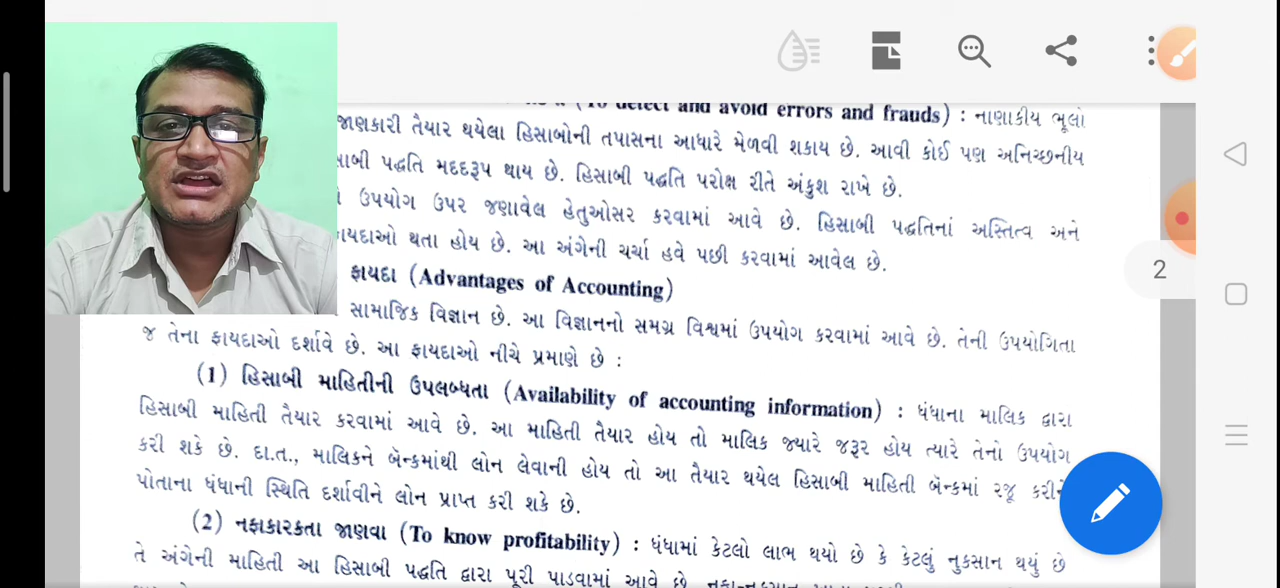 (To detect and avoid errors and frauds) : નાણાકીય ભૂલો
જાણકારી તૈયાર થયેલા હિસાબોની તપાસના આધારે મેળવી શકાય છે. આવી કોઈ પણ અનિચ્છનીય
પદ્ધતિ મદદરૂપ થાય છે. હિસાબી પદ્ધતિ પરોક્ષ રીતે અંકુશ રાખે છે.
ઉપયોગ ઉપર જણાવેલ હેતુઓસર કરવામાં આવે છે. હિસાબી પદ્ધતિનાં અસ્તિત્વ અને
થતા હોય છે. આ અંગેની ચર્ચા હવે પછી કરવામાં આવેલ છે.
2
ફાયદા (Advantages of Accounting)
સામાજિક વિજ્ઞાન છે. આ વિજ્ઞાનનો સમગ્ર વિશ્વમાં ઉપયોગ કરવામાં આવે છે. તેની ઉપયોગિતા
જ તેના ફાયદાઓ દર્શાવે છે. આ ફાયદાઓ નીચે પ્રમાણે છે :
(1) હિસાબી માહિતીની ઉપલબ્ધતા (Availability of accounting information) : ધંધાના માલિક દ્વારા
હિસાબી માહિતી તૈયાર કરવામાં આવે છે. આ માહિતી તૈયાર હોય તો માલિક જ્યારે જરૂર હોય ત્યારે તેનો ઉપયોગ
કરી શકે છે. દા.ત., માલિકને બૅન્કમાંથી લોન લેવાની હોય તો આ તૈયાર થયેલ હિસાબી માહિતી બૅન્કમાં રજૂ કરીને
પોતાના ધંધાની સ્થિતિ દર્શાવીને લોન પ્રાપ્ત કરી શકે છે.
(2) નફાકારકતા જાણવા (To know profitability) : ધંધામાં કેટલો લાભ થયો છે કે કેટલું નુકસાન થયું છે
તે અંગેની માહિતી આ હિસાબી પદ્ધતિ દ્વારા પૂરી પાડવામાં આવે છે.